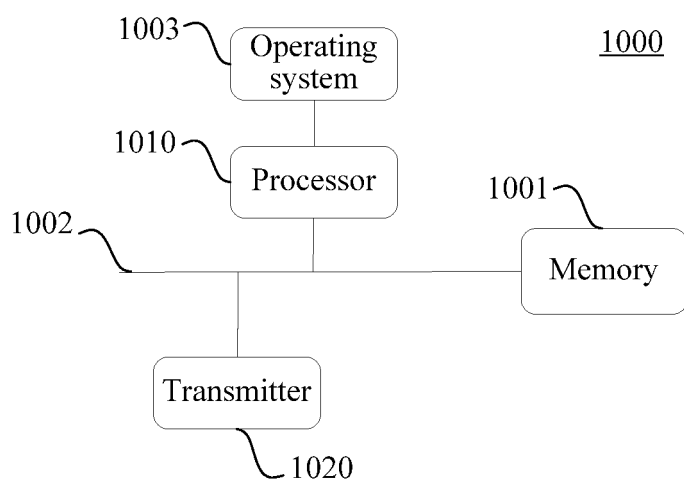 1003
Operating
system
1000
1010
Processor
1001
1002
Memory
Transmitter
1020